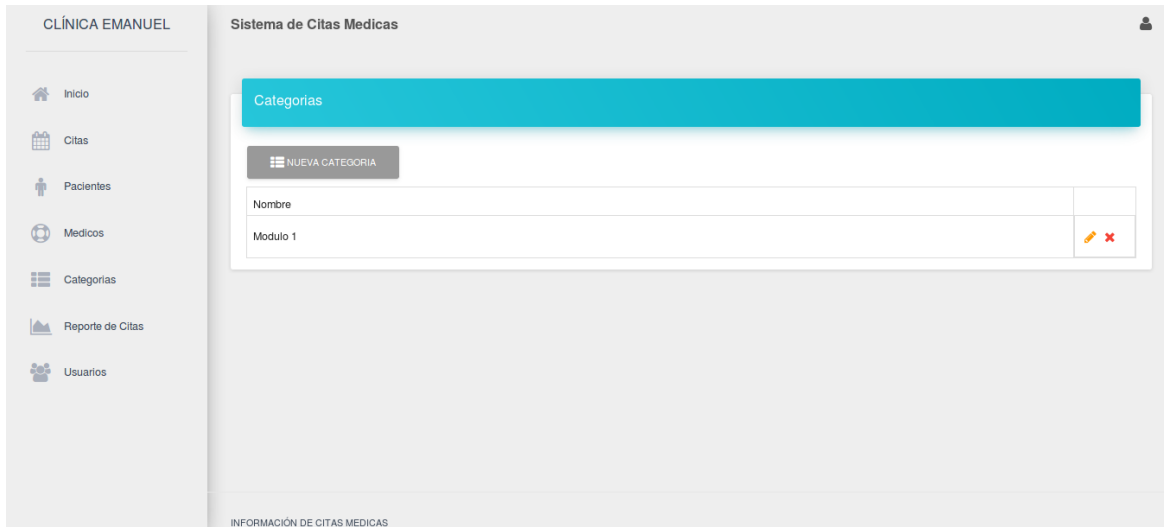 CLÍNICA EMANUEL
Sistema de Citas Medicas
Inicio
Citas
Pacientes
Medicos
Categorias
Reporte de Citas
Usuarios
Categorias
NUEVA CATEGORIA
Nombre
Modulo 1
INFORMACIÓN DE CITAS MEDICAS